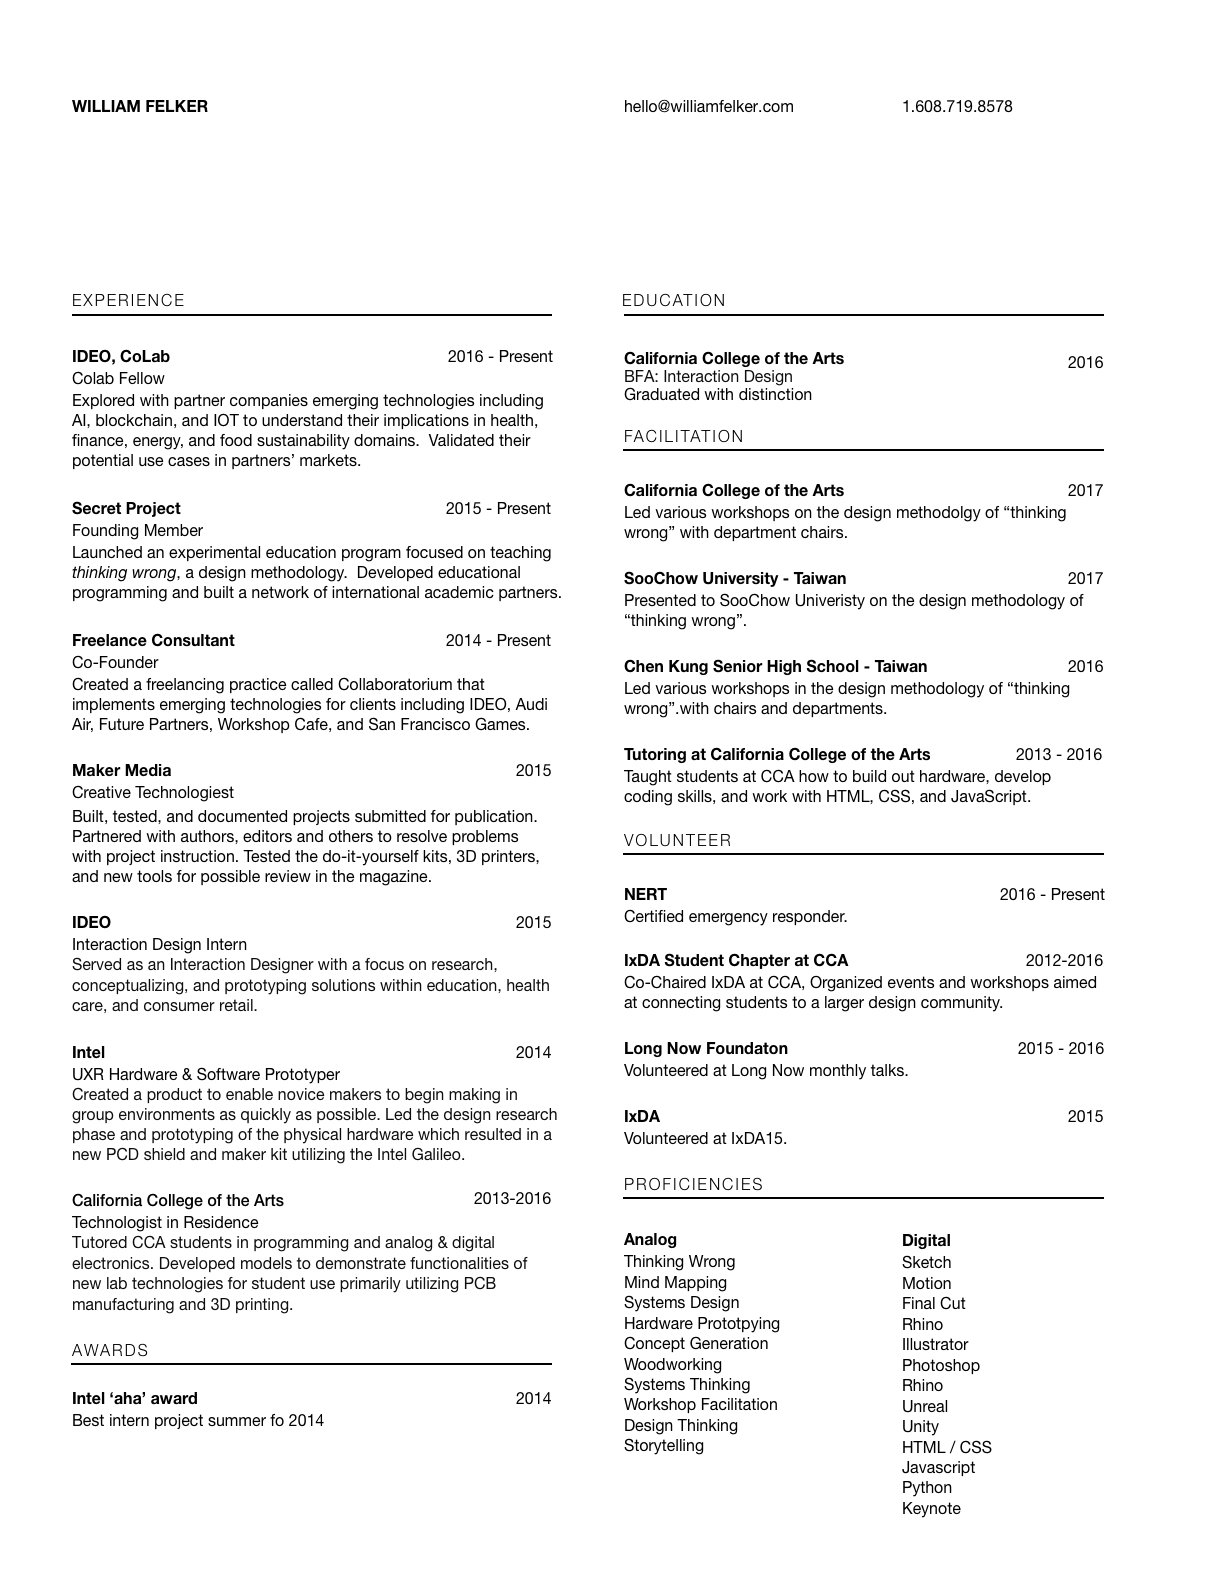 WILLIAM FELKER
hello@williamfelker.com
1.608.719.8578
EXPERIENCE
IDEO, CoLab 2016 - Present
Colab Fellow
Explored with partner companies emerging technologies including
AI, blockchain, and IOT to understand their implications in health,
finance, energy, and food sustainability domains.  Validated their
potential use cases in partners’ markets.
Secret Project 2015 - Present
Founding Member
Launched an experimental education program focused on teaching
thinking wrong, a design methodology.  Developed educational
programming and built a network of international academic partners.
Freelance Consultant 2014 - Present
Co-Founder
Created a freelancing practice called Collaboratorium that
implements emerging technologies for clients including IDEO, Audi
Air, Future Partners, Workshop Cafe, and San Francisco Games.
Maker Media 2015
Creative Technologiest
Built, tested, and documented projects submitted for publication.
Partnered with authors, editors and others to resolve problems
with project instruction. Tested the do-it-yourself kits, 3D printers,
and new tools for possible review in the magazine.
IDEO 2015
Interaction Design Intern
Served as an Interaction Designer with a focus on research,
conceptualizing, and prototyping solutions within education, health
care, and consumer retail.
Intel 2014
UXR Hardware & Software Prototyper
Created a product to enable novice makers to begin making in
group environments as quickly as possible. Led the design research
phase and prototyping of the physical hardware which resulted in a
new PCD shield and maker kit utilizing the Intel Galileo.
California College of the Arts 2013-2016
Technologist in Residence
Tutored CCA students in programming and analog & digital
electronics. Developed models to demonstrate functionalities of
new lab technologies for student use primarily utilizing PCB
manufacturing and 3D printing.
AWARDS
Intel ‘aha’ award 2014
Best intern project summer fo 2014
EDUCATION
California College of the Arts 2016
BFA: Interaction Design
Graduated with distinction
FACILITATION
California College of the Arts 2017
Led various workshops on the design methodolgy of “thinking
wrong” with department chairs.
SooChow University - Taiwan 2017
Presented to SooChow Univeristy on the design methodology of
“thinking wrong”.
Chen Kung Senior High School - Taiwan 2016
Led various workshops in the design methodology of “thinking
wrong”.with chairs and departments.
Tutoring at California College of the Arts 2013 - 2016
Taught students at CCA how to build out hardware, develop
coding skills, and work with HTML, CSS, and JavaScript.
VOLUNTEER
NERT 2016 - Present
Certified emergency responder.
IxDA Student Chapter at CCA 2012-2016
Co-Chaired IxDA at CCA, Organized events and workshops aimed
at connecting students to a larger design community.
Long Now Foundaton 2015 - 2016
Volunteered at Long Now monthly talks.
IxDA 2015
Volunteered at IxDA15.
PROFICIENCIES
Analog
Thinking Wrong
Mind Mapping
Systems Design
Hardware Prototpying
Concept Generation
Woodworking
Systems Thinking
Workshop Facilitation
Design Thinking
Storytelling
Digital
Sketch
Motion
Final Cut
Rhino
Illustrator
Photoshop
Rhino
Unreal
Unity
HTML / CSS
Javascript
Python
Keynote